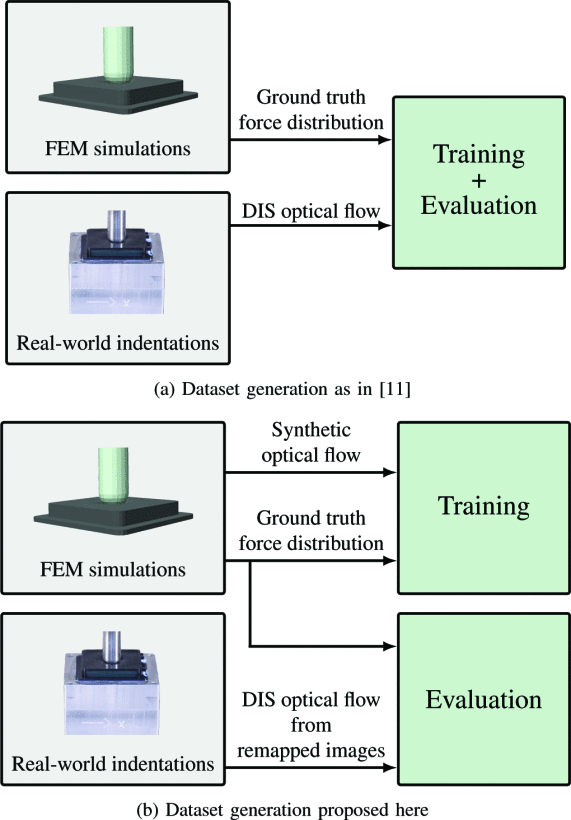 FEM simulations
Ground truth
force distribution
Training
+
Evaluation
DIS optical flow
Real-world indentations
(a) Dataset generation as in [11]
Synthetic
optical flow
Training
FEM simulations
Ground truth
force distribution
Evaluation
DIS optical flow
from
remapped images
Real-world indentations
(b) Dataset generation proposed here